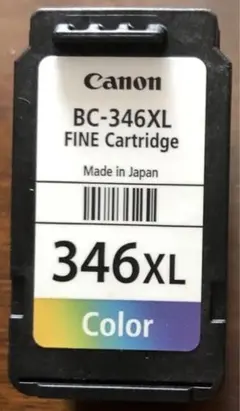 Canon
BC-346XL
FINE Cartridge
Made in Japan
346XL
Color